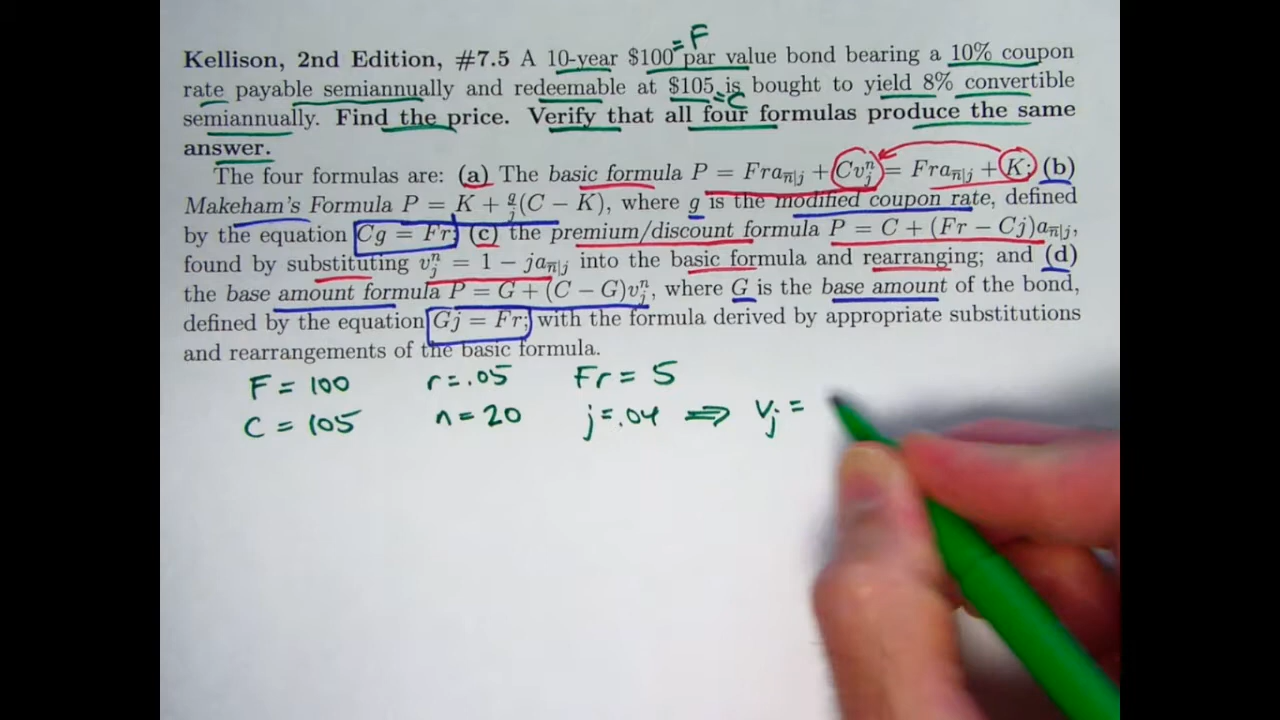 = F
Kellison, 2nd Edition, #7.5 A 10-year $100 par value bond bearing a 10% coupon
rate payable semiannually and redeemable at $105 is bought to yield 8% convertible
= C
semiannually. Find the price. Verify that all four formulas produce the same
answer.
The four formulas are: (a) The basic formula P = Fra_{n|j} + Cv_j^n = Fra_{n|j} + K; (b)
Makeham's Formula P = K + g/j(C − K), where g is the modified coupon rate, defined
by the equation Cg = Fr; (c) the premium/discount formula P = C + (Fr − Cj)a_{n|j},
found by substituting v_j^n = 1 − ja_{n|j} into the basic formula and rearranging; and (d)
the base amount formula P = G + (C − G)v_j^n, where G is the base amount of the bond,
defined by the equation Gj = Fr; with the formula derived by appropriate substitutions
and rearrangements of the basic formula.
F = 100 r = .05 Fr = 5
C = 105 n = 20 j = .04 ⇒ v_j =